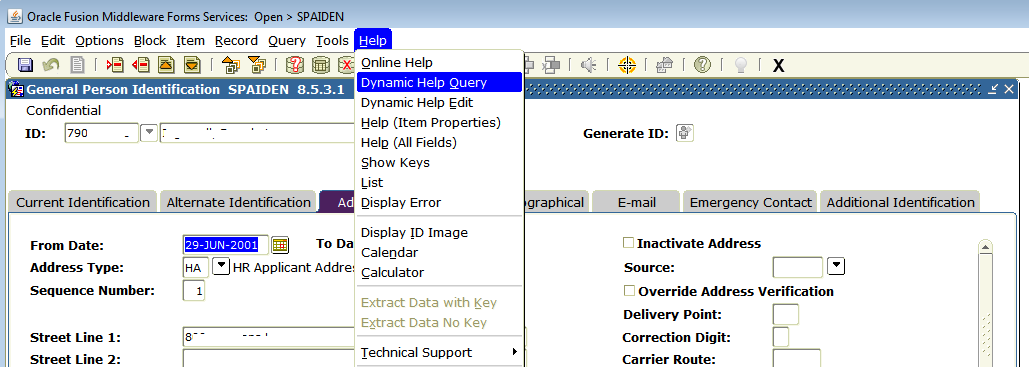 Oracle Fusion Middleware Forms Services: Open > SPAIDEN
File Edit Options Block Item Record Query Tools Help
Online Help
Dynamic Help Query
Dynamic Help Edit
Help (Item Properties)
Help (All Fields)
Show Keys
List
Display Error
Display ID Image
Calendar
Calculator
Extract Data with Key
Extract Data No Key
Technical Support
General Person Identification SPAIDEN 8.5.3.1
Confidential
ID: 790 Generate ID:
Current Identification Alternate Identification Ad ographical E-mail Emergency Contact Additional Identification
From Date: 29-JUN-2001 To Da Inactivate Address
Address Type: HA HR Applicant Addre Source:
Sequence Number: 1 Override Address Verification
Delivery Point:
Street Line 1: Correction Digit:
Street Line 2: Carrier Route: